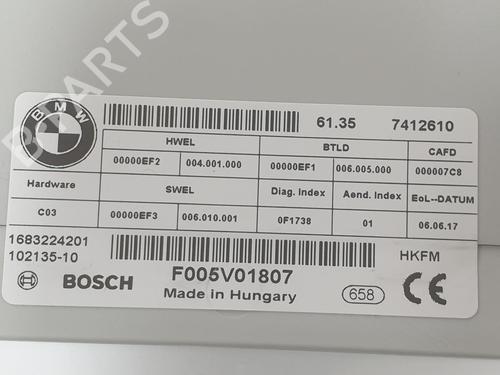 B-PARTS
BMW
61.35 7412610
HWEL BTLD CAFD
00000EF2 004.001.000 00000EF1 006.005.000 000007C8
Hardware SWEL Diag. Index Aend. Index EoL-DATUM
C03 00000EF3 006.010.001 0F1738 01 06.06.17
1683224201
102135-10
HKFM
BOSCH F005V01807
Made in Hungary
658
CE